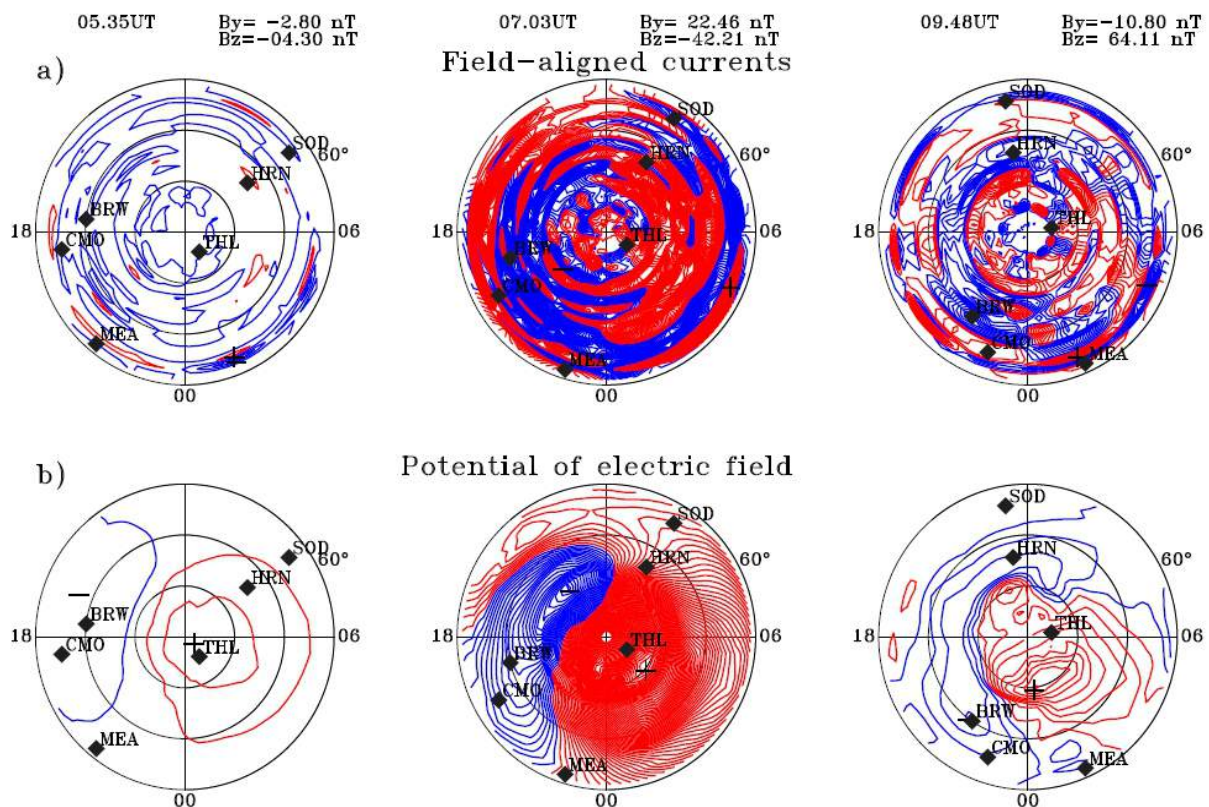 05.35UT By= -2.80 nT 07.03UT By= 22.46 nT 09.48UT By=-10.80 nT
Bz=-04.30 nT Bz=-42.21 nT Bz= 64.11 nT
a) Field-aligned currents
SOD SOD SOD
60° 60° 60°
HRN HRN HRN
BRW THL
18 06 18 THL 06 18 06
CMO THL BRW
CMO BRW
MEA MEA CMO MEA
00 00 00
b) Potential of electric field
SOD SOD SOD
60° 60° 60°
HRN HRN HRN
BRW THL
18 06 18 THL 06 18 06
CMO THL BRW
CMO BRW
MEA MEA CMO MEA
00 00 00